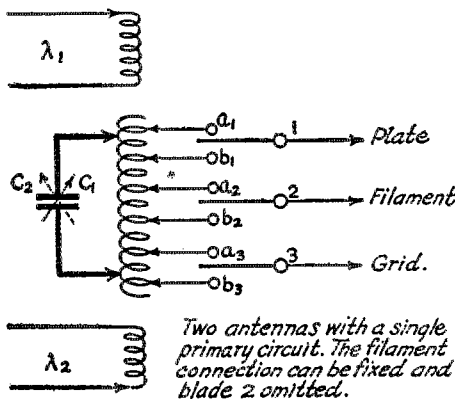 λ1
a1
1
Plate
b1
C2 C1
a2
2
Filament
b2
a3
3
Grid.
b3
λ2
Two antennas with a single
primary circuit. The filament
connection can be fixed and
blade 2 omitted.